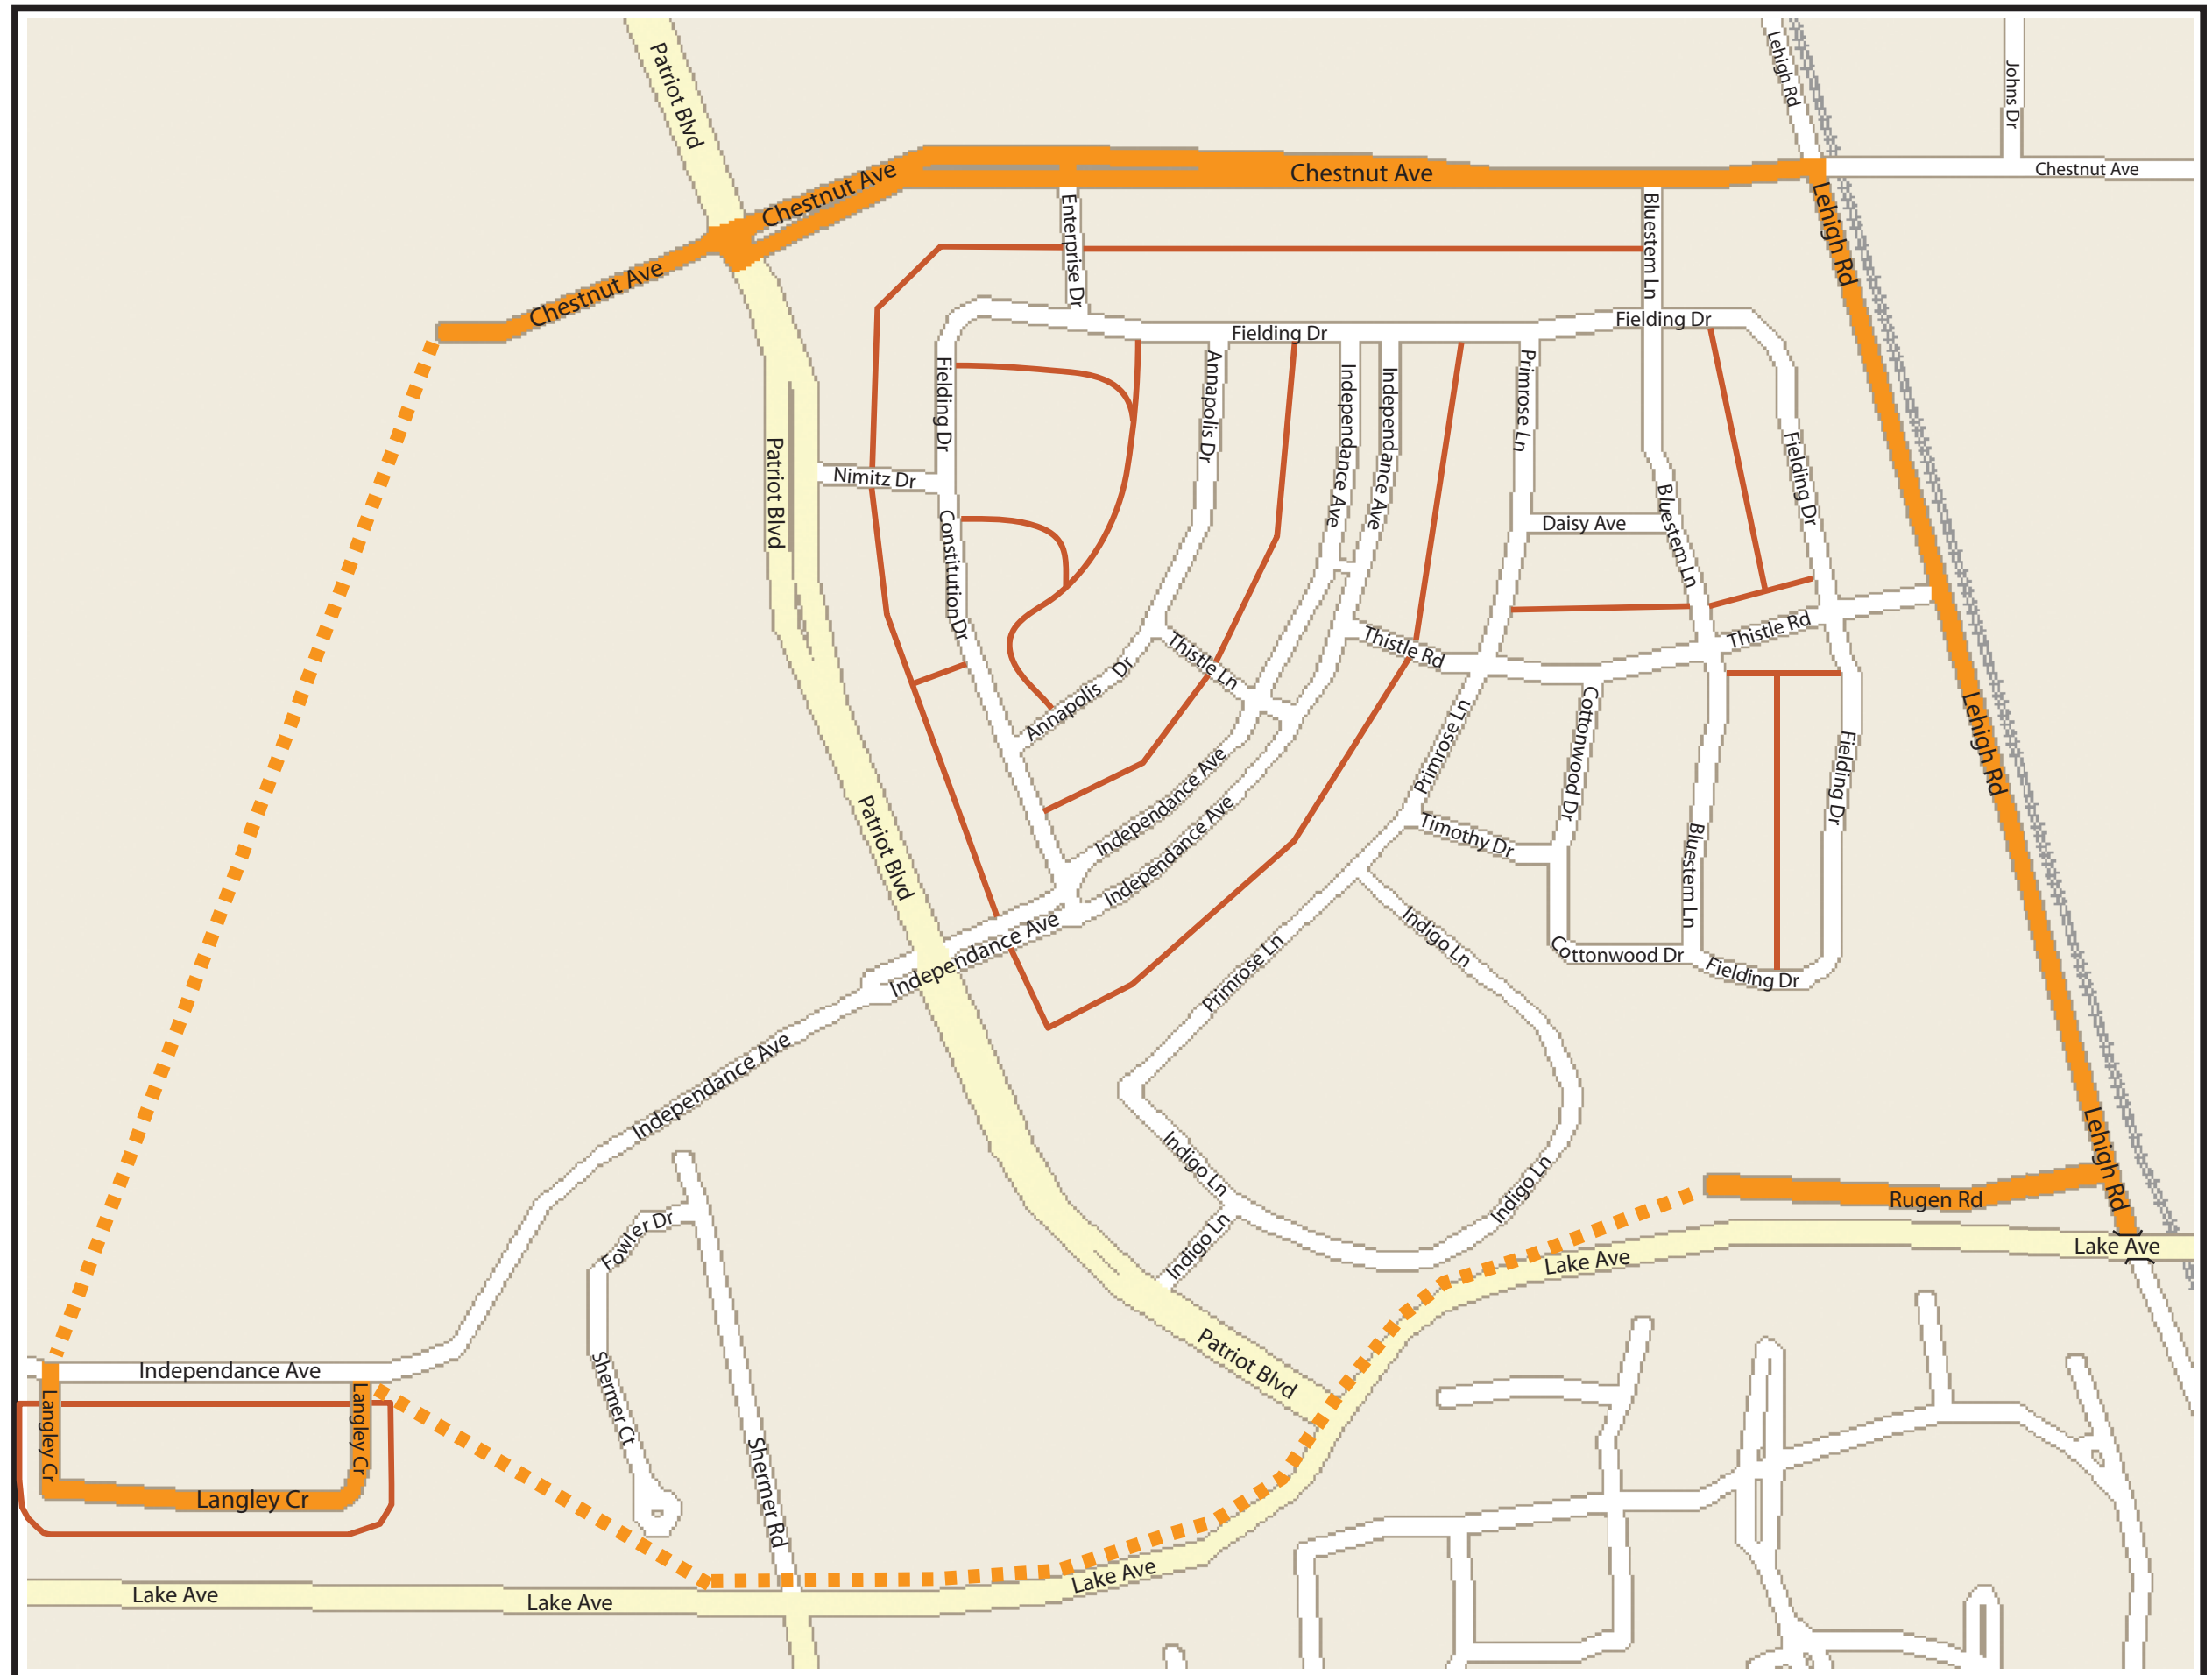 Patriot Blvd
Lehigh Rd
Johns Dr
Chestnut Ave
Chestnut Ave
Chestnut Ave
Chestnut Ave
Enterprise Dr
Bluestem Ln
Lehigh Rd
Fielding Dr
Fielding Dr
Fielding Dr
Annapolis Dr
Independance Ave
Independance Ave
Primrose Ln
Patriot Blvd
Nimitz Dr
Fielding Dr
Daisy Ave
Bluestem Ln
Constitution Dr
Thistle Ln
Thistle Rd
Thistle Rd
Annapolis Dr
Cottonwood Dr
Primrose Ln
Lehigh Rd
Fielding Dr
Independance Ave
Independance Ave
Patriot Blvd
Timothy Dr
Bluestem Ln
Independance Ave
Primrose Ln
Indigo Ln
Cottonwood Dr
Fielding Dr
Independance Ave
Indigo Ln
Indigo Ln
Indigo Ln
Lehigh Rd
Rugen Rd
Fowler Dr
Lake Ave
Lake Ave
Patriot Blvd
Independance Ave
Langley Cr
Langley Cr
Shermer Ct
Shermer Rd
Langley Cr
Lake Ave
Lake Ave
Lake Ave